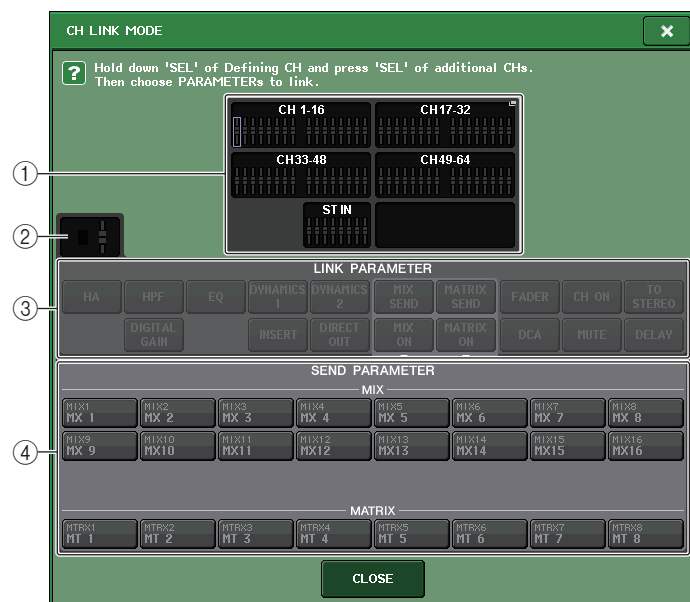 CH LINK MODE
?
Hold down 'SEL' of Defining CH and press 'SEL' of additional CHs.
Then choose PARAMETERs to link.
CH 1-16
CH17-32
CH33-48
CH49-64
ST IN
1
2
3
4
LINK PARAMETER
HA
HPF
EQ
DYNAMICS 1
DYNAMICS 2
MIX SEND
MATRIX SEND
FADER
CH ON
TO STEREO
DIGITAL GAIN
INSERT
DIRECT OUT
MIX ON
MATRIX ON
DCA
MUTE
DELAY
SEND PARAMETER
MIX
MIX1
MX 1
MIX2
MX 2
MIX3
MX 3
MIX4
MX 4
MIX5
MX 5
MIX6
MX 6
MIX7
MX 7
MIX8
MX 8
MIX9
MX 9
MIX10
MX10
MIX11
MX11
MIX12
MX12
MIX13
MX13
MIX14
MX14
MIX15
MX15
MIX16
MX16
MATRIX
MTRX1
MT 1
MTRX2
MT 2
MTRX3
MT 3
MTRX4
MT 4
MTRX5
MT 5
MTRX6
MT 6
MTRX7
MT 7
MTRX8
MT 8
CLOSE